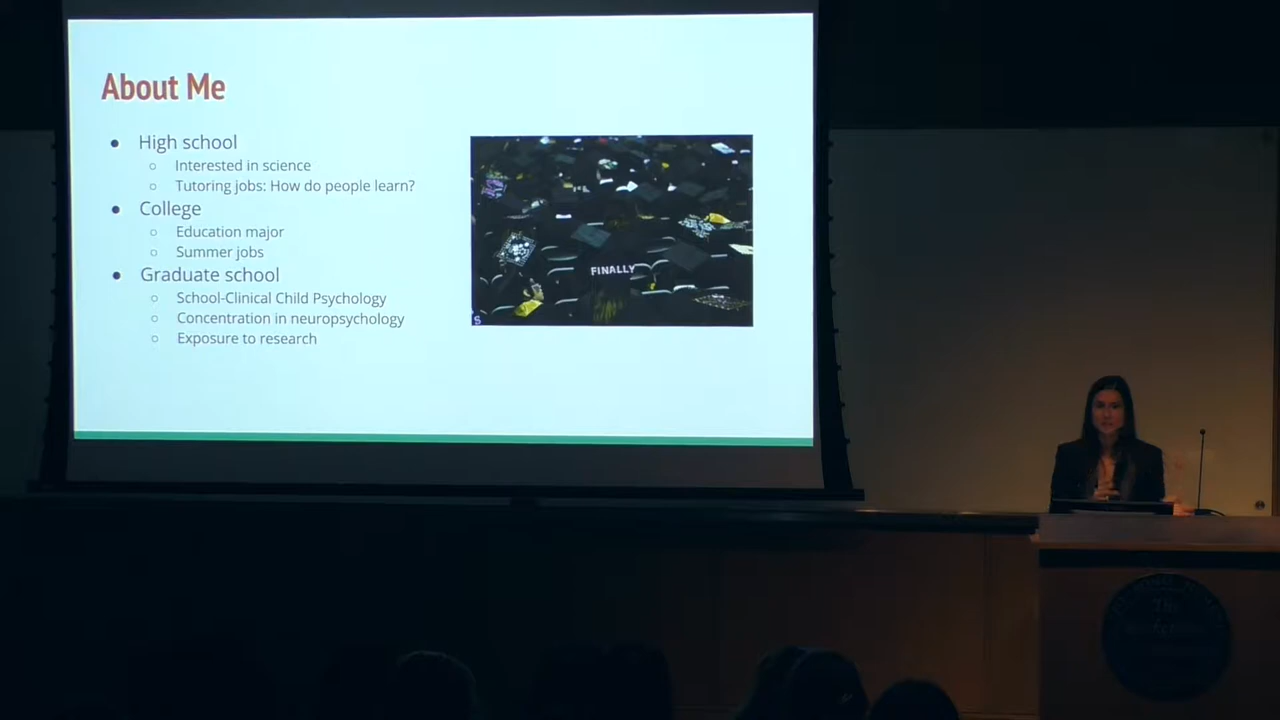 About Me
High school
Interested in science
Tutoring jobs: How do people learn?
College
Education major
Summer jobs
Graduate school
School-Clinical Child Psychology
Concentration in neuropsychology
Exposure to research
FINALLY
The